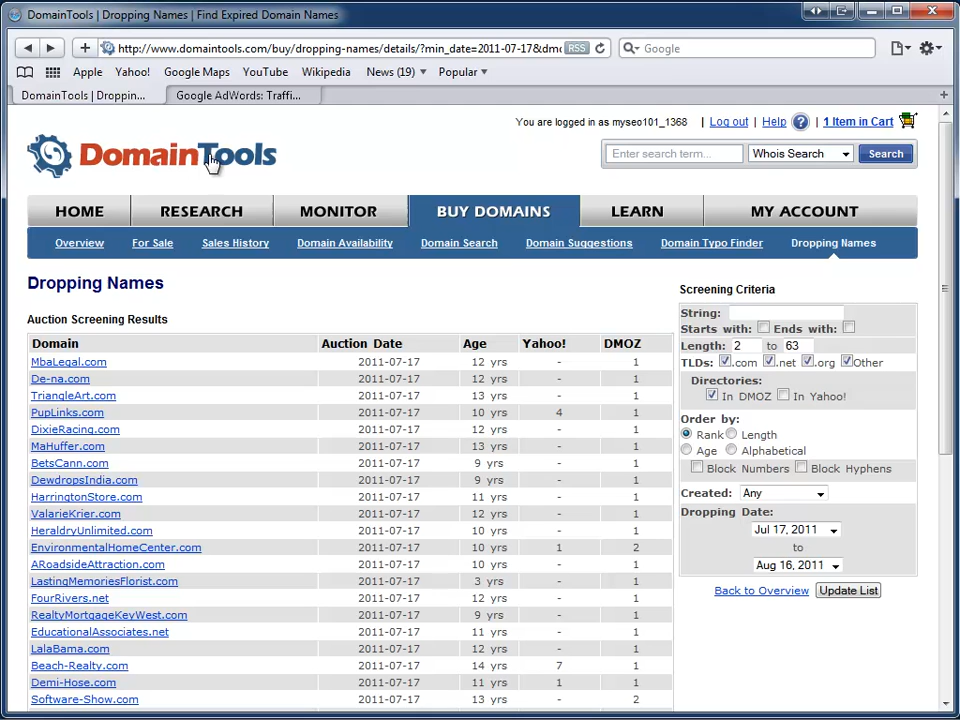 DomainTools | Dropping Names | Find Expired Domain Names
http://www.domaintools.com/buy/dropping-names/details/?min_date=2011-07-17&dmc RSS Google
Apple Yahoo! Google Maps YouTube Wikipedia News (19) Popular
DomainTools | Droppin... Google AdWords: Traffi...
You are logged in as myseo101_1368 | Log out | Help ? | 1 Item in Cart
DomainTools
Enter search term... Whois Search Search
HOME RESEARCH MONITOR BUY DOMAINS LEARN MY ACCOUNT
Overview For Sale Sales History Domain Availability Domain Search Domain Suggestions Domain Typo Finder Dropping Names
Dropping Names
Auction Screening Results
Domain Auction Date Age Yahoo! DMOZ
MbaLegal.com 2011-07-17 12 yrs - 1
De-na.com 2011-07-17 12 yrs - 1
TriangleArt.com 2011-07-17 13 yrs - 1
PupLinks.com 2011-07-17 10 yrs 4 1
DixieRacing.com 2011-07-17 12 yrs - 1
MaHuffer.com 2011-07-17 13 yrs - 1
BetsCann.com 2011-07-17 9 yrs - 1
DewdropsIndia.com 2011-07-17 9 yrs - 1
HarringtonStore.com 2011-07-17 11 yrs - 1
ValarieKrier.com 2011-07-17 12 yrs - 1
HeraldryUnlimited.com 2011-07-17 10 yrs - 1
EnvironmentalHomeCenter.com 2011-07-17 10 yrs 1 2
ARoadsideAttraction.com 2011-07-17 10 yrs - 1
LastingMemoriesFlorist.com 2011-07-17 3 yrs - 1
FourRivers.net 2011-07-17 12 yrs - 1
RealtyMortgageKeyWest.com 2011-07-17 9 yrs - 1
EducationalAssociates.net 2011-07-17 11 yrs - 1
LalaBama.com 2011-07-17 12 yrs - 1
Beach-Realty.com 2011-07-17 14 yrs 7 1
Demi-Hose.com 2011-07-17 11 yrs 1 1
Software-Show.com 2011-07-17 13 yrs - 2
Screening Criteria
String:
Starts with: Ends with:
Length: 2 to 63
TLDs: .com .net .org Other
Directories:
In DMOZ In Yahoo!
Order by:
Rank Length
Age Alphabetical
Block Numbers Block Hyphens
Created: Any
Dropping Date:
Jul 17, 2011
to
Aug 16, 2011
Back to Overview Update List